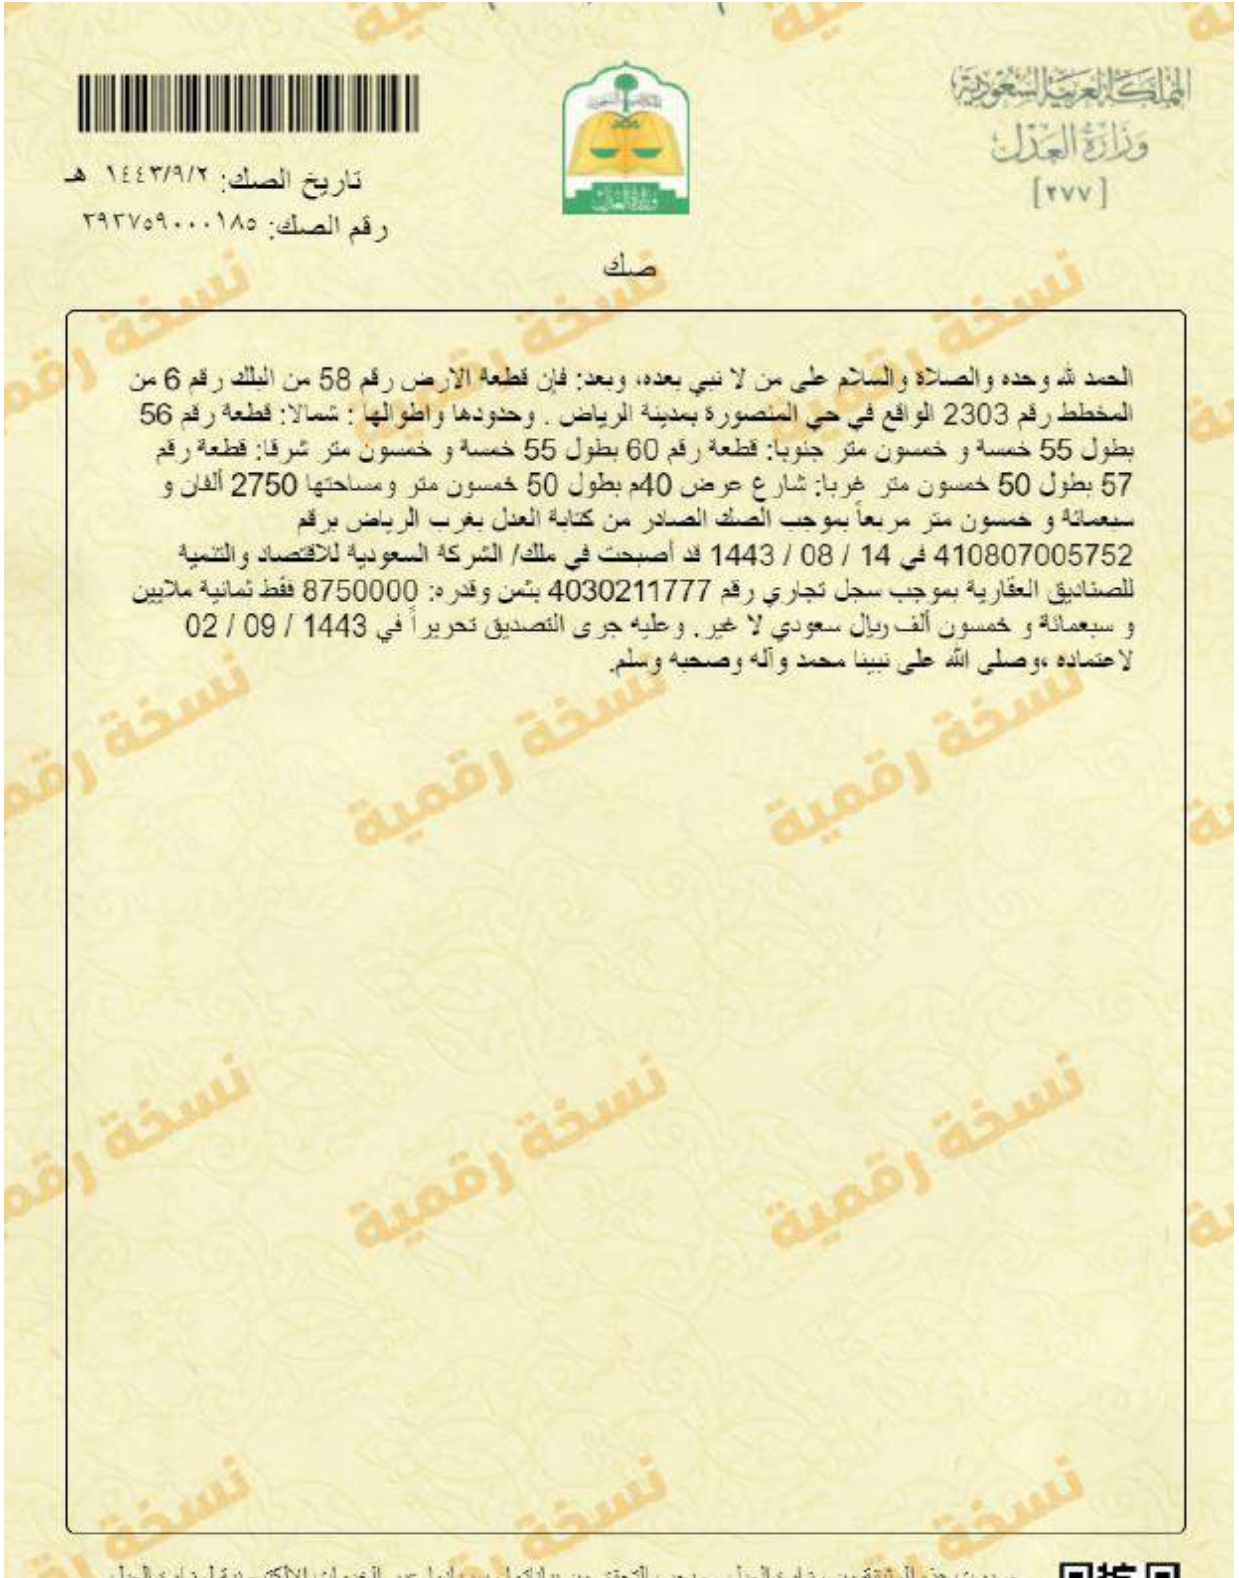 المملكة العربية السعودية
وزارة العدل
[٢٧٧]
تاريخ الصك: ١٤٤٣/٩/٢ هـ
رقم الصك: ٣٩٣٧٥٩٠٠٠١٨٥
وزارة العدل
صك
الحمد لله وحده والصلاة والسلام على من لا نبي بعده، وبعد: فإن قطعة الارض رقم 58 من البلك رقم 6 من
المخطط رقم 2303 الواقع في حي المنصورة بمدينة الرياض . وحدودها واطوالها : شمالا: قطعة رقم 56
بطول 55 خمسة و خمسون متر جنوبا: قطعة رقم 60 بطول 55 خمسة و خمسون متر شرقا: قطعة رقم
57 بطول 50 خمسون متر غربا: شارع عرض 40م بطول 50 خمسون متر ومساحتها 2750 ألفان و
سبعمائة و خمسون متر مربعاً بموجب الصك الصادر من كتابة العدل بغرب الرياض برقم
410807005752 في 14 / 08 / 1443 قد أصبحت في ملك/ الشركة السعودية للاقتصاد والتنمية
للصناديق العقارية بموجب سجل تجاري رقم 4030211777 بثمن وقدره: 8750000 فقط ثمانية ملايين
و سبعمائة و خمسون ألف ريال سعودي لا غير. وعليه جرى التصديق تحريراً في 1443 / 09 / 02
لاعتماده ،وصلى الله على نبينا محمد وآله وصحبه وسلم.
نسخة رقمية